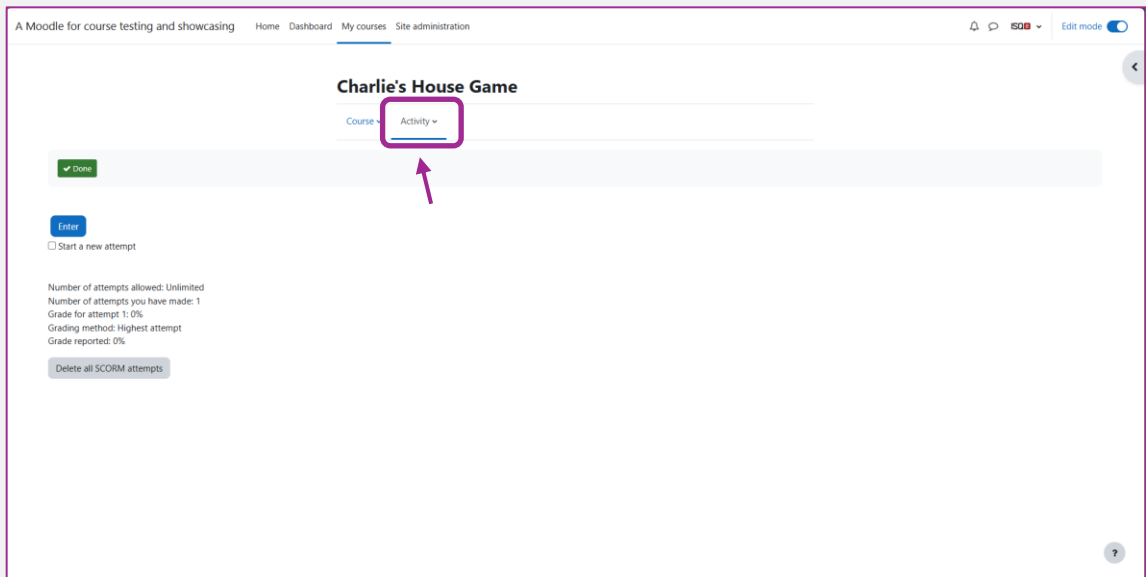 A Moodle for course testing and showcasing Home Dashboard My courses Site administration Edit mode
Charlie's House Game
Course Activity
Done
Enter
Start a new attempt
Number of attempts allowed: Unlimited
Number of attempts you have made: 1
Grade for attempt 1: 0%
Grading method: Highest attempt
Grade reported: 0%
Delete all SCORM attempts
?